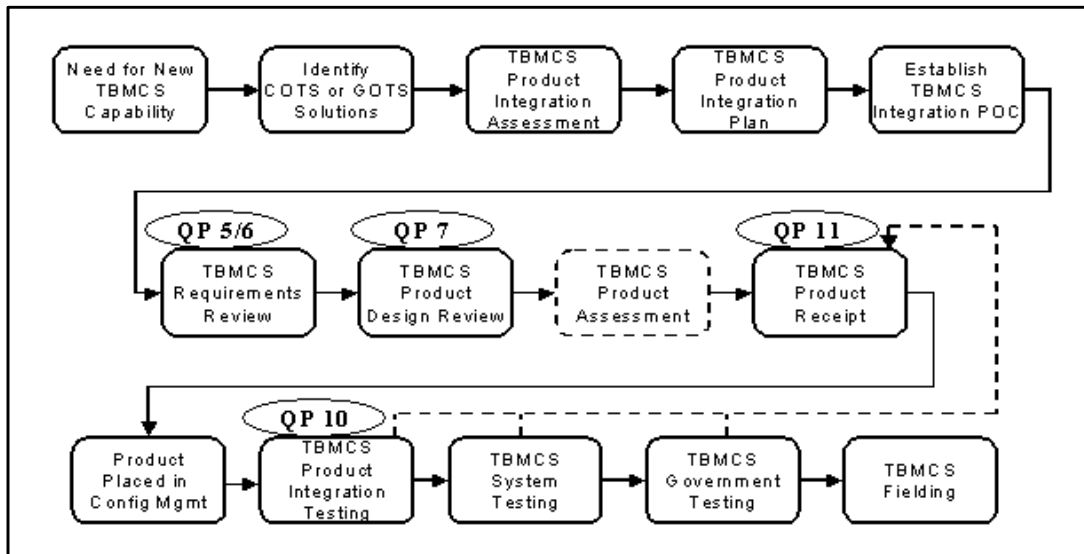 Need for New
TBMCS
Capability
Identify
COTS or GOTS
Solutions
TBMCS
Product
Integration
Assessment
TBMCS
Product
Integration
Plan
Establish
TBMCS
Integration POC
QP 5/6
TBMCS
Requirements
Review
QP 7
TBMCS
Product
Design Review
TBMCS
Product
Assessment
QP 11
TBMCS
Product
Receipt
Product
Placed in
Config Mgmt
QP 10
TBMCS
Product
Integration
Testing
TBMCS
System
Testing
TBMCS
Government
Testing
TBMCS
Fielding